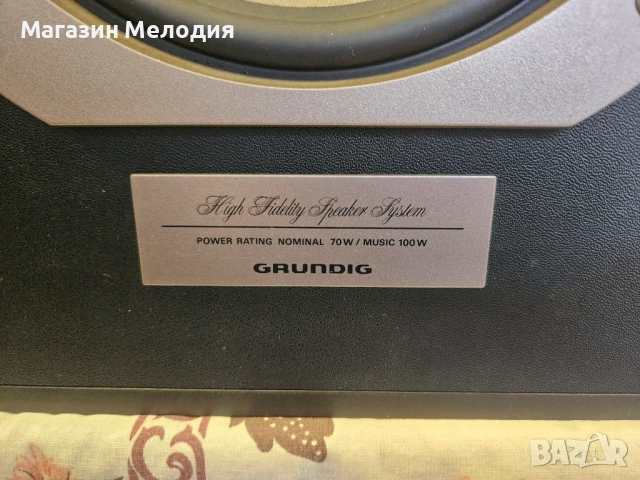 Магазин Мелодия
High Fidelity Speaker System
POWER RATING NOMINAL 70W / MUSIC 100W
GRUNDIG
BAZAR